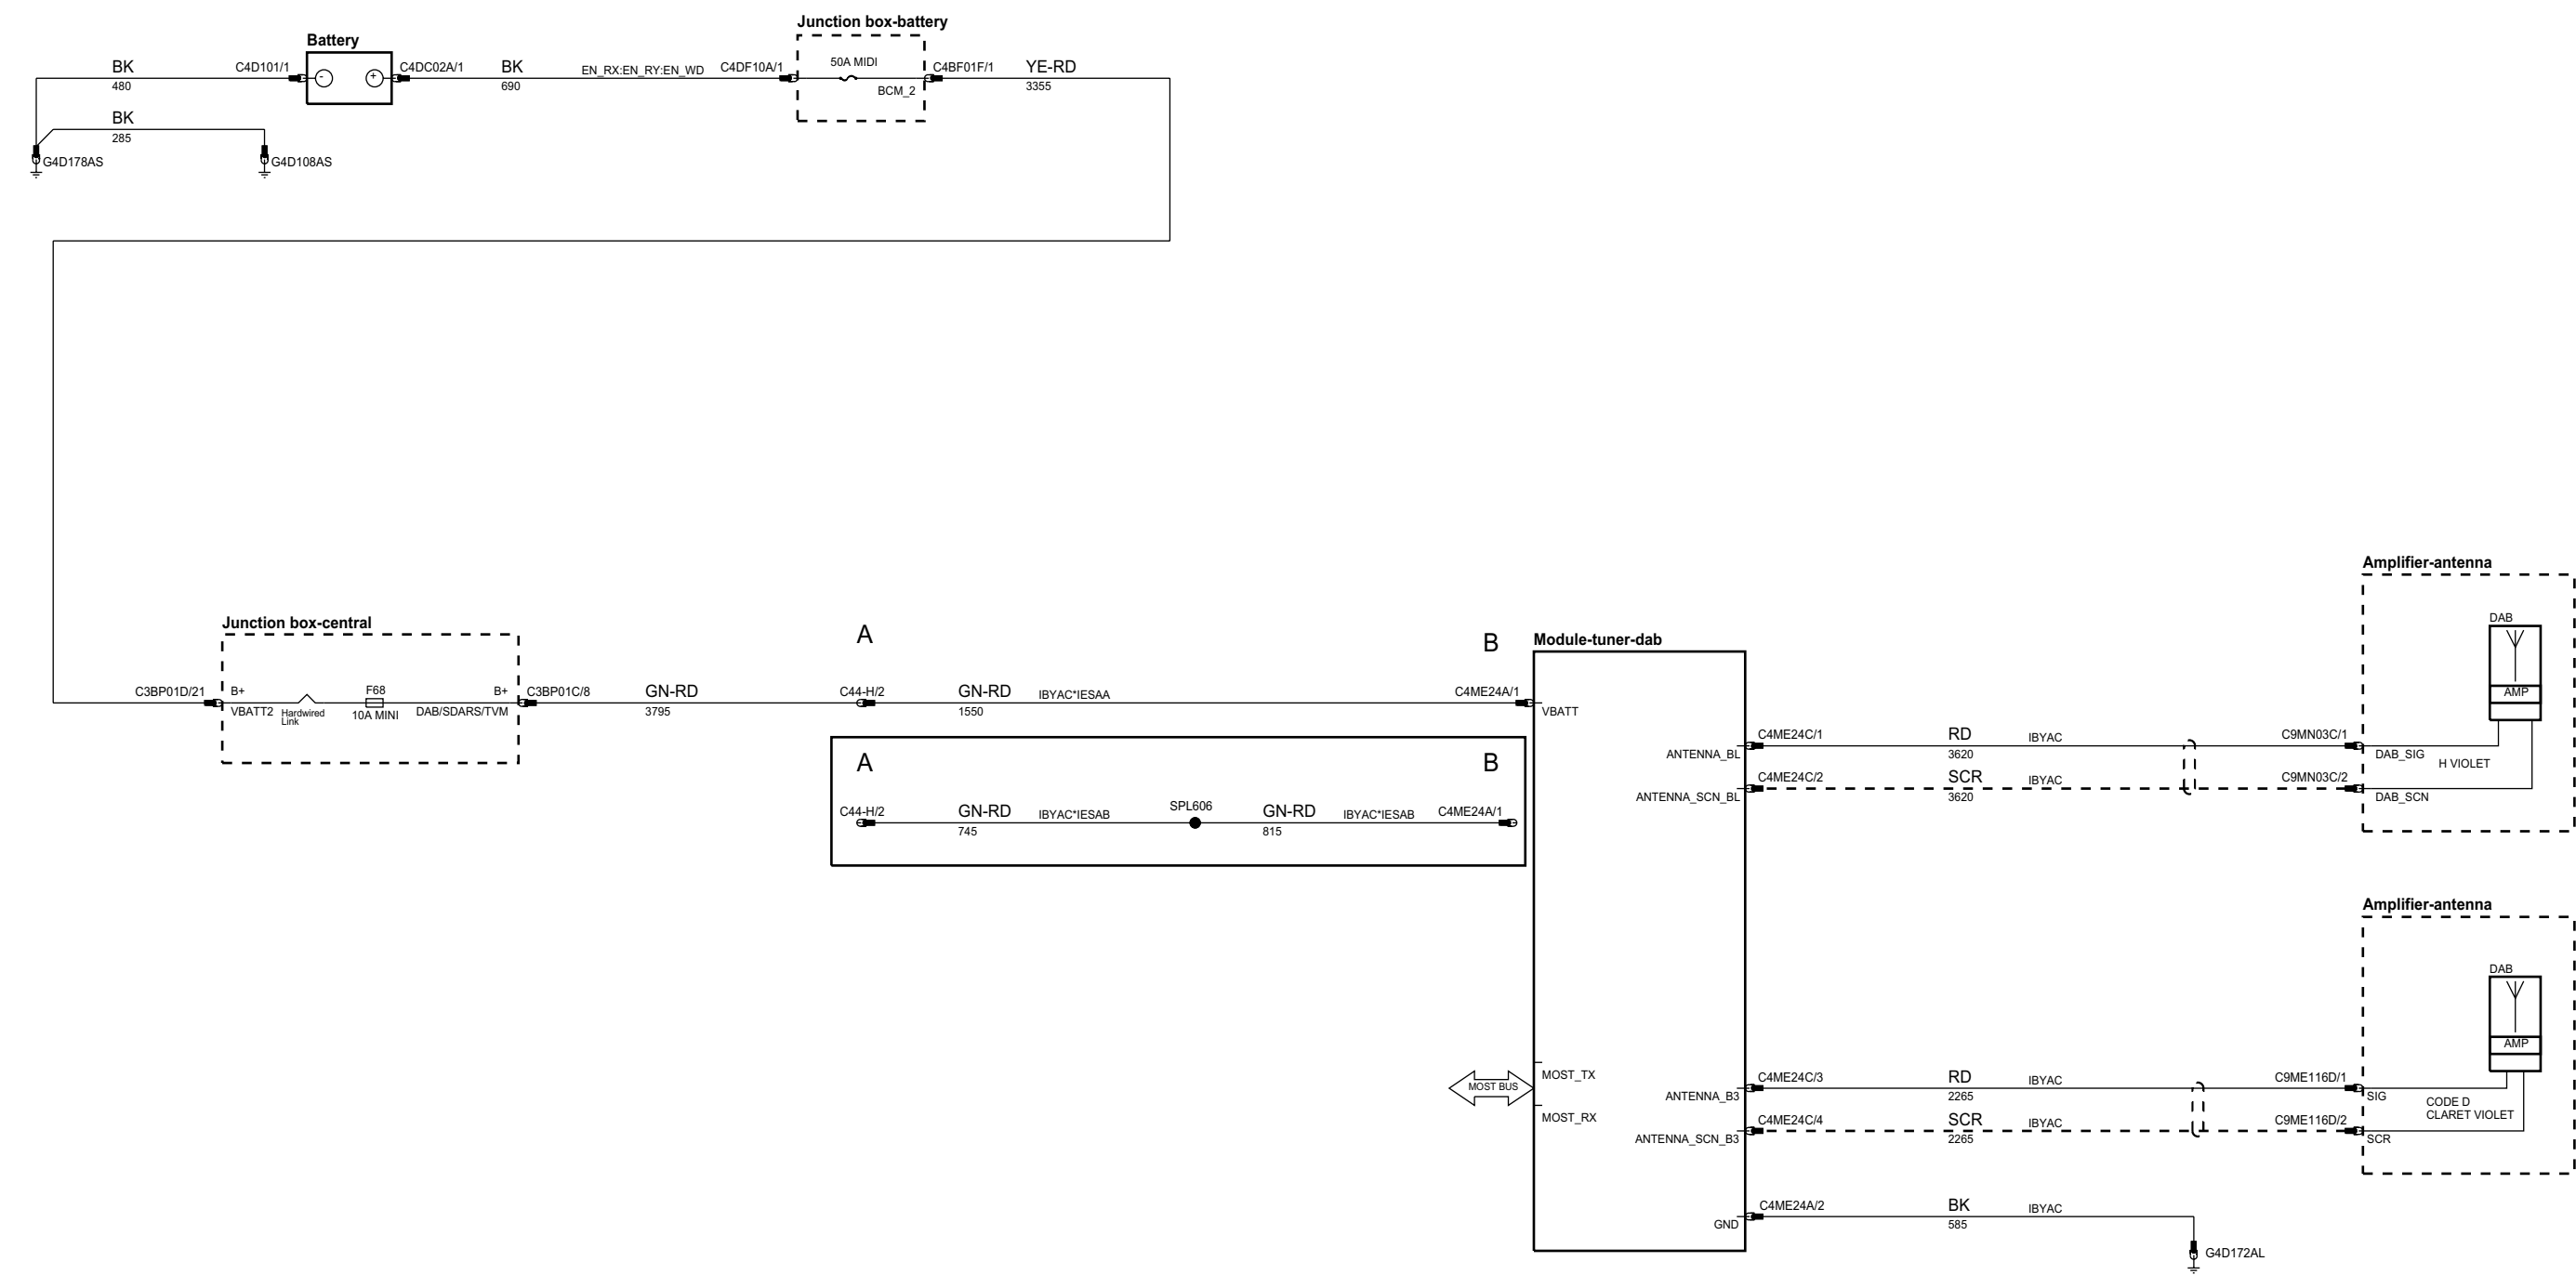 Junction box-battery
Battery
BK
480
C4D101/1
-
+
C4DC02A/1
BK
690
EN_RX:EN_RY:EN_WD
C4DF10A/1
50A MIDI
BCM_2
C4BF01F/1
YE-RD
3355
BK
285
G4D178AS
G4D108AS
Junction box-central
C3BP01D/21
B+
VBATT2
Hardwired
Link
F68
10A MINI
B+
DAB/SDARS/TVM
C3BP01C/8
GN-RD
3795
A
C44-H/2
GN-RD
1550
IBYAC*IESAA
B
C4ME24A/1
A
B
C44-H/2
GN-RD
745
IBYAC*IESAB
SPL606
GN-RD
815
IBYAC*IESAB
C4ME24A/1
Module-tuner-dab
VBATT
ANTENNA_BL
ANTENNA_SCN_BL
MOST BUS
MOST_TX
MOST_RX
ANTENNA_B3
ANTENNA_SCN_B3
GND
C4ME24C/1
RD
3620
IBYAC
C9MN03C/1
C4ME24C/2
SCR
3620
IBYAC
C9MN03C/2
Amplifier-antenna
DAB
AMP
DAB_SIG
H VIOLET
DAB_SCN
Amplifier-antenna
DAB
AMP
C4ME24C/3
RD
2265
IBYAC
C9ME116D/1
SIG
CODE D
CLARET VIOLET
C4ME24C/4
SCR
2265
IBYAC
C9ME116D/2
SCR
C4ME24A/2
BK
585
IBYAC
G4D172AL